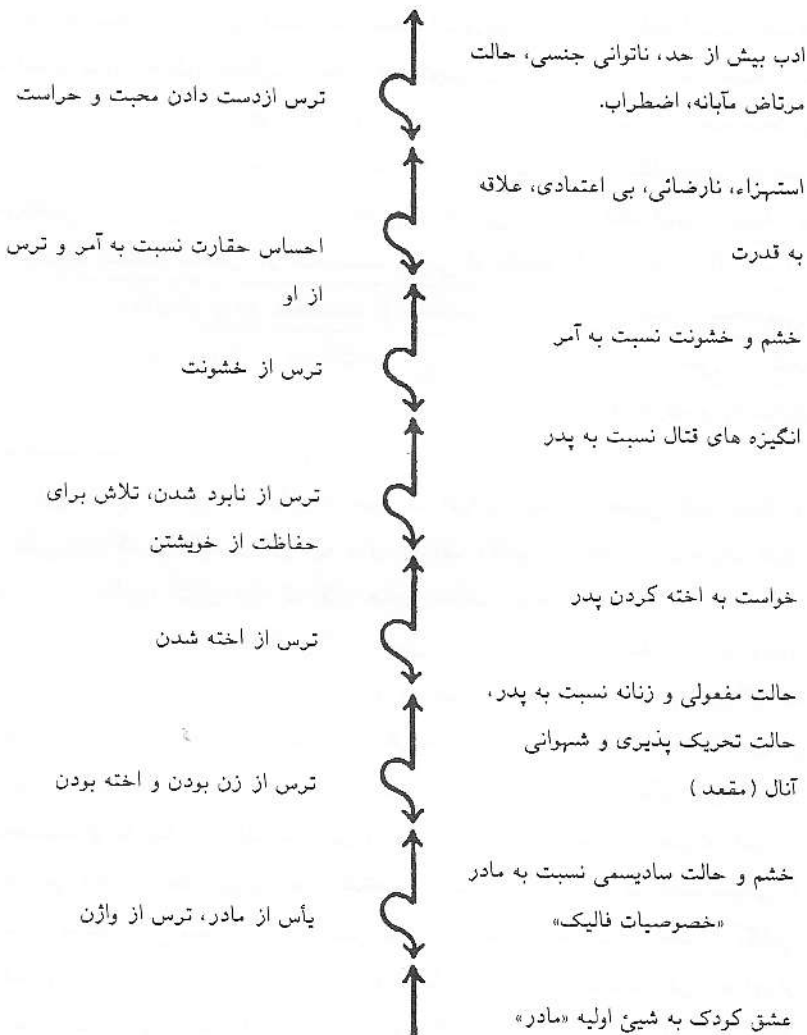 ادب بیش از حد، ناتوانی جنسی، حالت
مرتاض مآبانه، اضطراب.
ترس ازدست دادن محبت و حراست
استهزاء، نارضائی، بی اعتمادی، علاقه
به قدرت
احساس حقارت نسبت به آمر و ترس
از او
خشم و خشونت نسبت به آمر
ترس از خشونت
انگیزه های قتال نسبت به پدر
ترس از نابود شدن، تلاش برای
حفاظت از خویشتن
خواست به اخته کردن پدر
ترس از اخته شدن
حالت مفعولی و زنانه نسبت به پدر،
حالت تحریک پذیری و شهوانی
آنال (مقعد)
ترس از زن بودن و اخته بودن
خشم و حالت سادیسمی نسبت به مادر
«خصوصیات فالیک»
یأس از مادر، ترس از واژن
عشق کودک به شیئ اولیه «مادر»